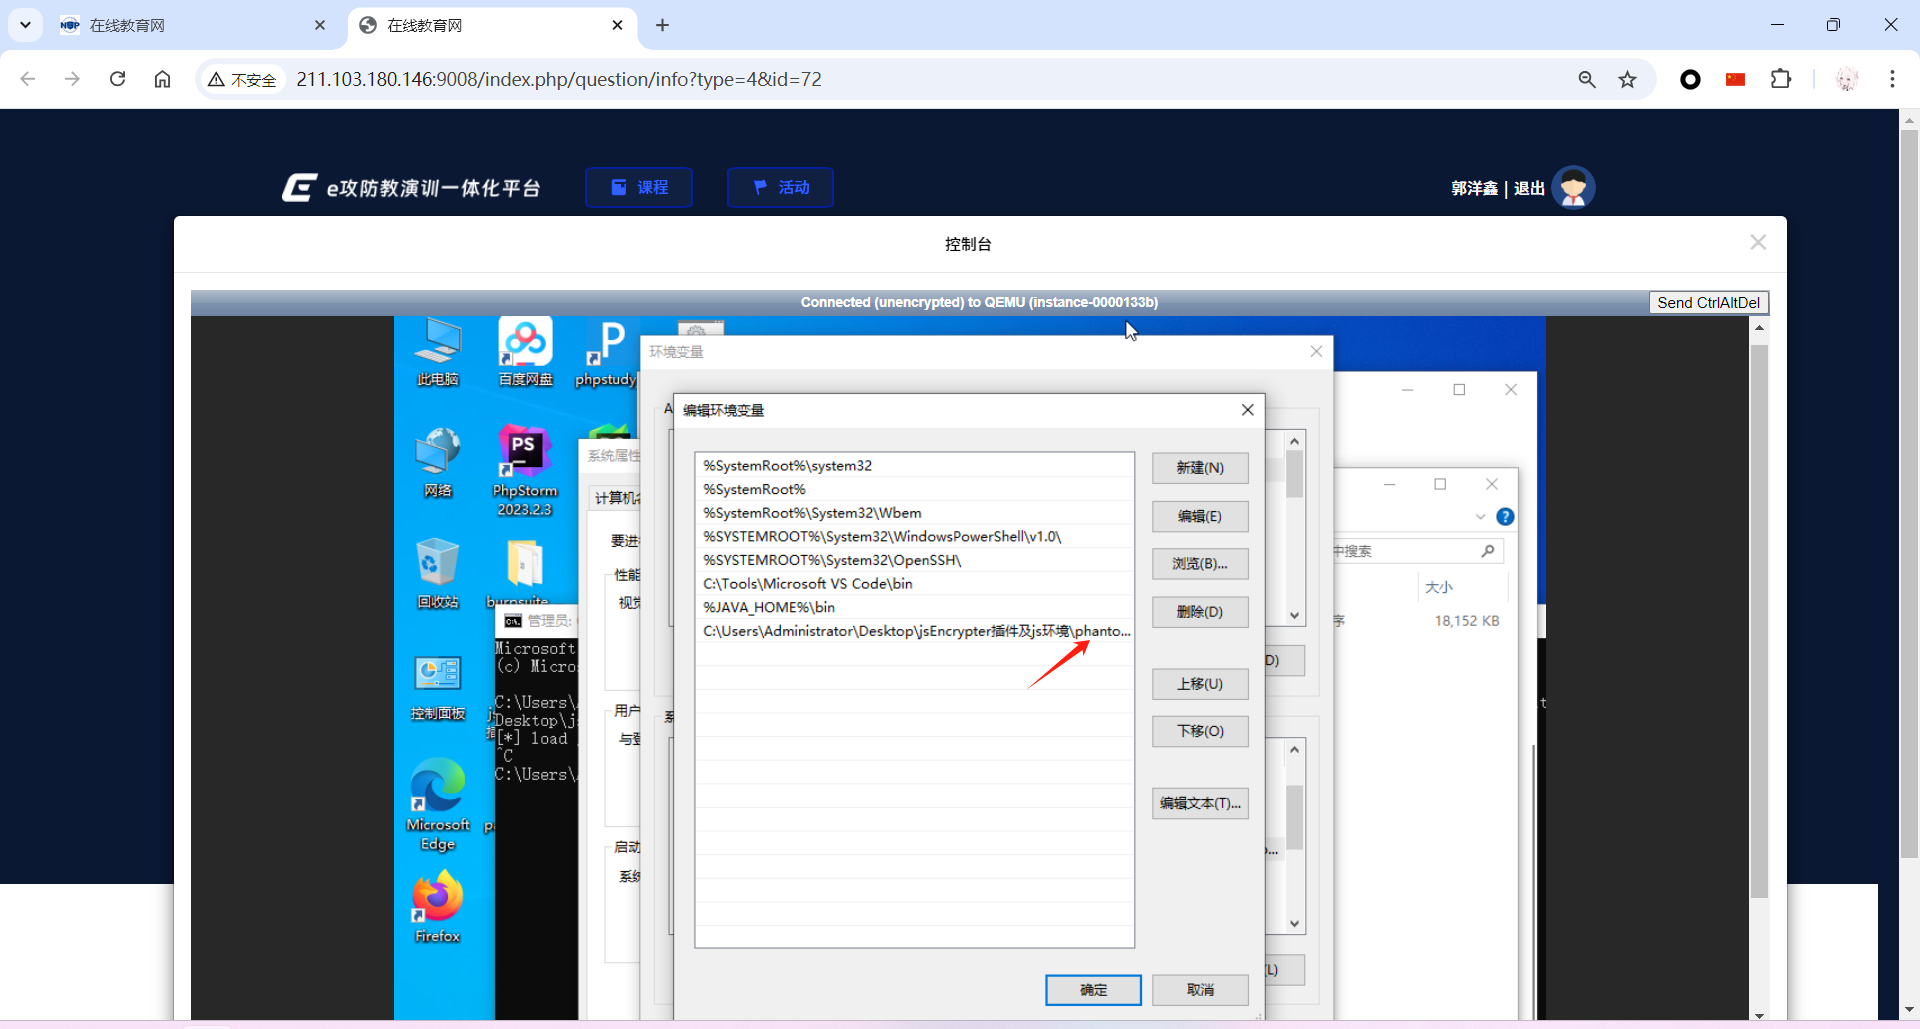 在线教育网
在线教育网
不安全
211.103.180.146:9008/index.php/question/info?type=4&id=72
e攻防教演训一体化平台
课程
活动
郭洋鑫 | 退出
控制台
Connected (unencrypted) to QEMU (instance-0000133b)
Send CtrlAltDel
此电脑
百度网盘
phpstudy
环境变量
编辑环境变量
网络
PS
PhpStorm
2023.2.3
系统属性
计算机名
%SystemRoot%\system32
%SystemRoot%
%SystemRoot%\System32\Wbem
%SYSTEMROOT%\System32\WindowsPowerShell\v1.0\
%SYSTEMROOT%\System32\OpenSSH\
C:\Tools\Microsoft VS Code\bin
%JAVA_HOME%\bin
C:\Users\Administrator\Desktop\jsEncrypter插件及js环境\phanto...
新建(N)
编辑(E)
浏览(B)...
删除(D)
上移(U)
下移(O)
编辑文本(T)...
确定
取消
中搜索
大小
18,152 KB
序
D)
L)
回收站
burpsuite
要进
性能
视觉
用户
与登
启动
系统
管理员:
Microsoft
(c) Micro
C:\Users\
Desktop\j
[*] load
^C
C:\Users\
控制面板
Microsoft
Edge
Firefox